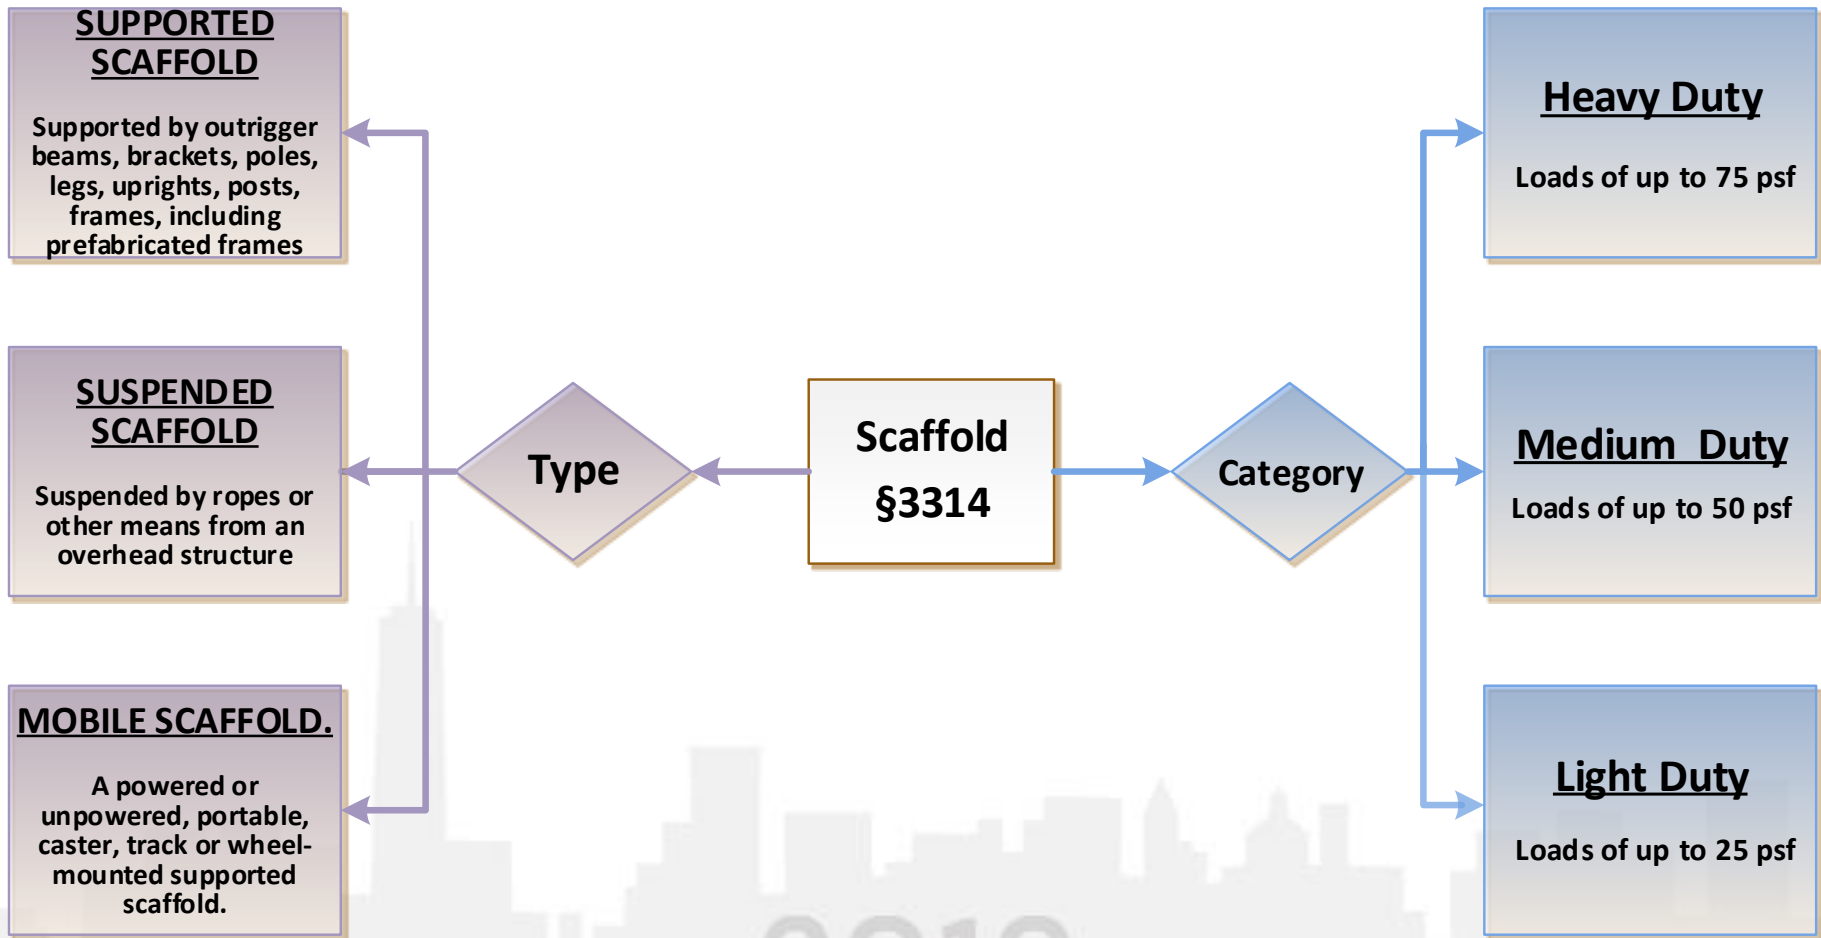 SUPPORTED
SCAFFOLD
Supported by outrigger
beams, brackets, poles,
legs, uprights, posts,
frames, including
prefabricated frames
SUSPENDED
SCAFFOLD
Suspended by ropes or
other means from an
overhead structure
MOBILE SCAFFOLD.
A powered or
unpowered, portable,
caster, track or wheel-
mounted supported
scaffold.
Type
Scaffold
§3314
Category
Heavy Duty
Loads of up to 75 psf
Medium  Duty
Loads of up to 50 psf
Light Duty
Loads of up to 25 psf